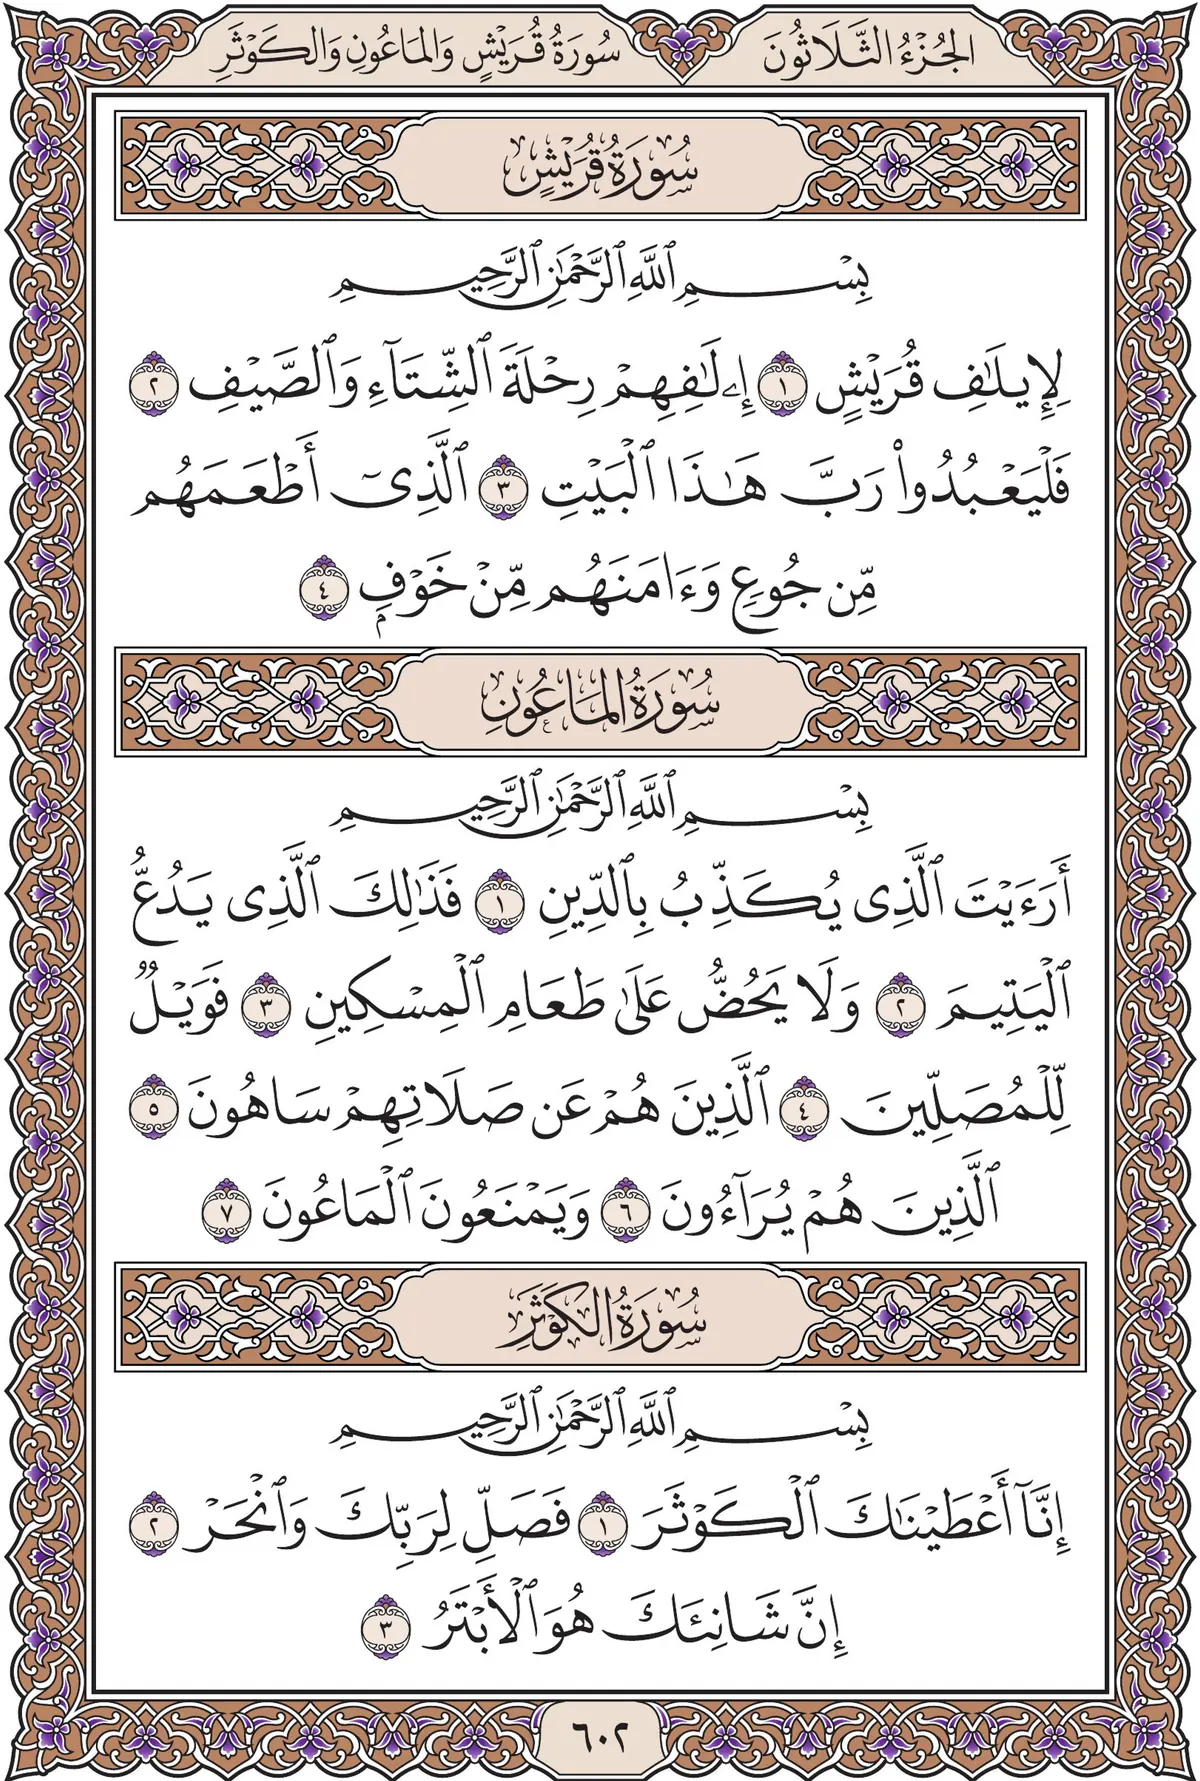 الجُزْءُ الثَّلَاثُونَ
سُورَةُ قُرَيْشٍ وَالمَاعُونِ وَالكَوْثَرِ
سُورَةُ قُرَيْشٍ
بِسْمِ ٱللَّهِ ٱلرَّحْمَٰنِ ٱلرَّحِيمِ
لِإِيلَٰفِ قُرَيْشٍ ١ إِۦلَٰفِهِمْ رِحْلَةَ ٱلشِّتَآءِ وَٱلصَّيْفِ ٢
فَلْيَعْبُدُوا۟ رَبَّ هَٰذَا ٱلْبَيْتِ ٣ ٱلَّذِىٓ أَطْعَمَهُم
مِّن جُوعٍ وَءَامَنَهُم مِّنْ خَوْفٍۭ ٤
سُورَةُ المَاعُونِ
بِسْمِ ٱللَّهِ ٱلرَّحْمَٰنِ ٱلرَّحِيمِ
أَرَءَيْتَ ٱلَّذِى يُكَذِّبُ بِٱلدِّينِ ١ فَذَٰلِكَ ٱلَّذِى يَدُعُّ
ٱلْيَتِيمَ ٢ وَلَا يَحُضُّ عَلَىٰ طَعَامِ ٱلْمِسْكِينِ ٣ فَوَيْلٌ
لِّلْمُصَلِّينَ ٤ ٱلَّذِينَ هُمْ عَن صَلَاتِهِمْ سَاهُونَ ٥
ٱلَّذِينَ هُمْ يُرَآءُونَ ٦ وَيَمْنَعُونَ ٱلْمَاعُونَ ٧
سُورَةُ الكَوْثَرِ
بِسْمِ ٱللَّهِ ٱلرَّحْمَٰنِ ٱلرَّحِيمِ
إِنَّآ أَعْطَيْنَٰكَ ٱلْكَوْثَرَ ١ فَصَلِّ لِرَبِّكَ وَٱنْحَرْ ٢
إِنَّ شَانِئَكَ هُوَ ٱلْأَبْتَرُ ٣
٦٠٢